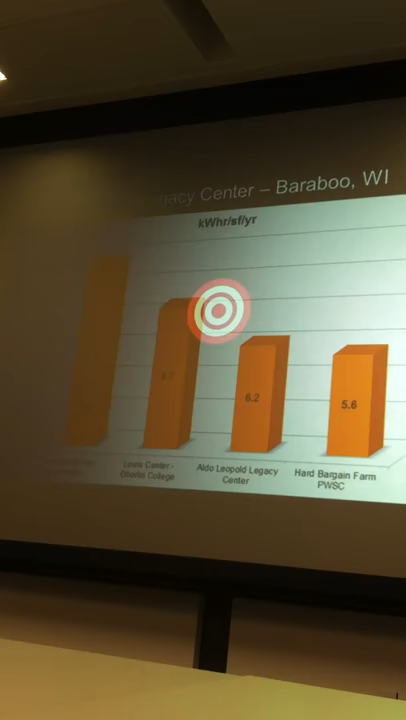 gacy Center – Baraboo, WI
kWhr/sf/yr
6.2
5.6
Lewis Center -
Oberlin College
Aldo Leopold Legacy
Center
Hard Bargain Farm
PWSC